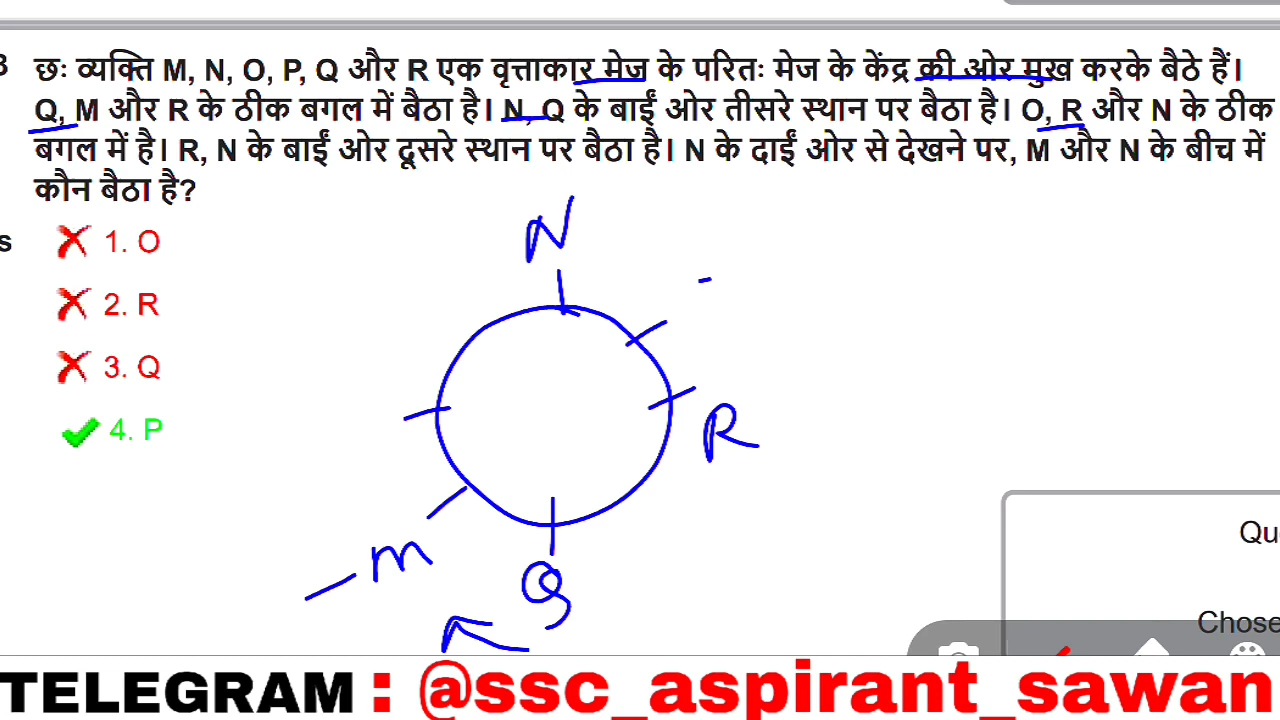 3 छः व्यक्ति M, N, O, P, Q और R एक वृत्ताकार मेज के परितः मेज के केंद्र की ओर मुख करके बैठे हैं।
Q, M और R के ठीक बगल में बैठा है। N, Q के बाईं ओर तीसरे स्थान पर बैठा है। O, R और N के ठीक
बगल में है। R, N के बाईं ओर दूसरे स्थान पर बैठा है। N के दाईं ओर से देखने पर, M और N के बीच में
कौन बैठा है?
s 1. O
2. R
3. Q
4. P
N
R
m
Q
Qu
Chose
TELEGRAM : @ssc_aspirant_sawan